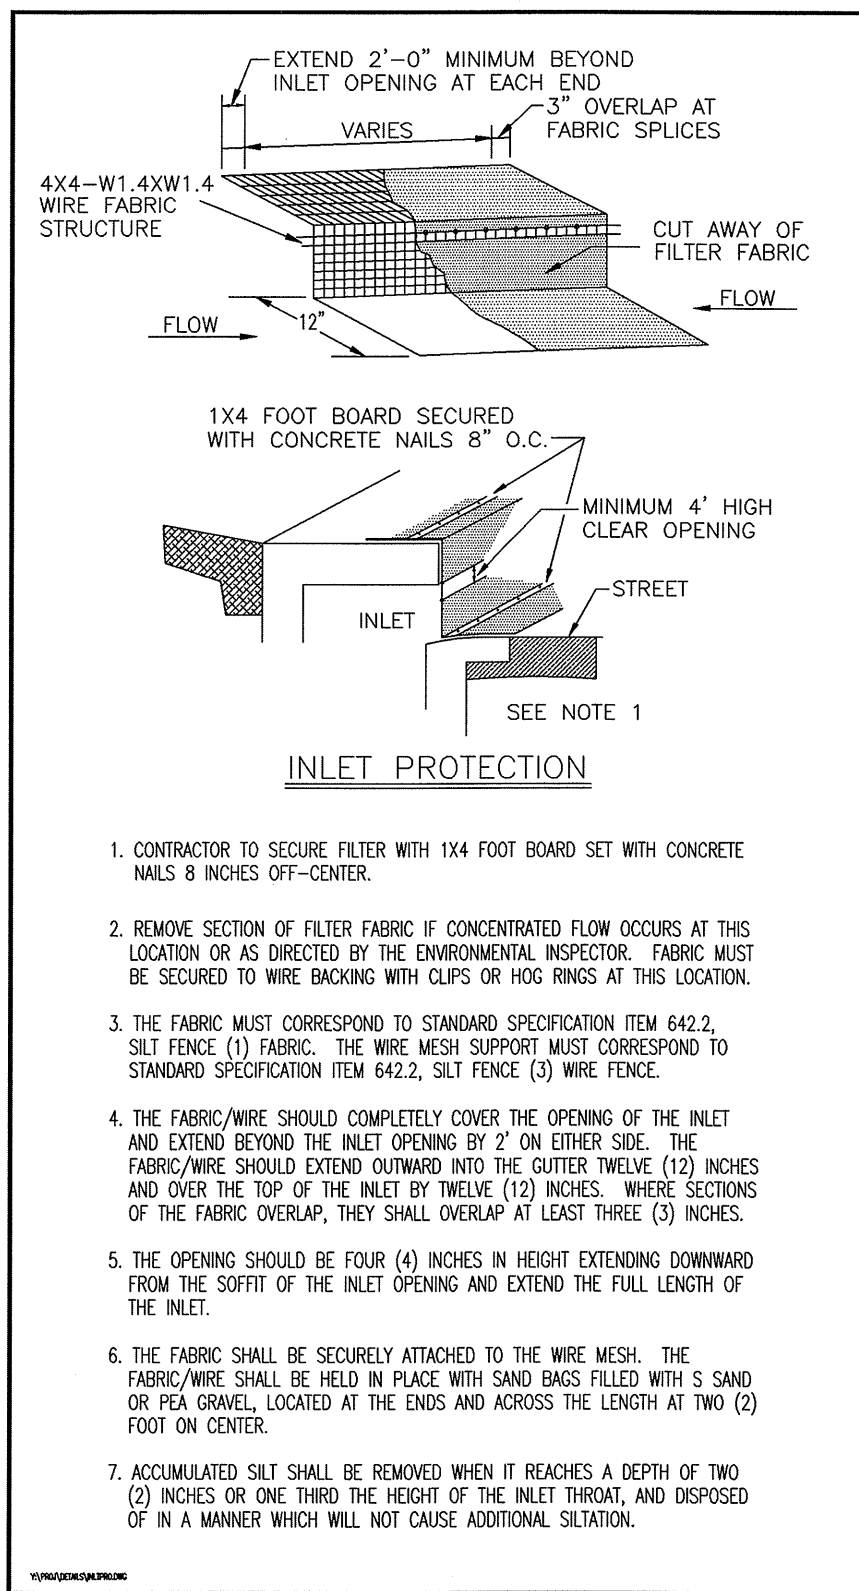 EXTEND 2'-0" MINIMUM BEYOND
INLET OPENING AT EACH END
3" OVERLAP AT
FABRIC SPLICES
VARIES
4X4-W1.4XW1.4
WIRE FABRIC
STRUCTURE
CUT AWAY OF
FILTER FABRIC
FLOW
12"
FLOW
1X4 FOOT BOARD SECURED
WITH CONCRETE NAILS 8" O.C.
MINIMUM 4' HIGH
CLEAR OPENING
STREET
INLET
SEE NOTE 1
INLET PROTECTION
1. CONTRACTOR TO SECURE FILTER WITH 1X4 FOOT BOARD SET WITH CONCRETE
NAILS 8 INCHES OFF-CENTER.
2. REMOVE SECTION OF FILTER FABRIC IF CONCENTRATED FLOW OCCURS AT THIS
LOCATION OR AS DIRECTED BY THE ENVIRONMENTAL INSPECTOR. FABRIC MUST
BE SECURED TO WIRE BACKING WITH CLIPS OR HOG RINGS AT THIS LOCATION.
3. THE FABRIC MUST CORRESPOND TO STANDARD SPECIFICATION ITEM 642.2,
SILT FENCE (1) FABRIC. THE WIRE MESH SUPPORT MUST CORRESPOND TO
STANDARD SPECIFICATION ITEM 642.2, SILT FENCE (3) WIRE FENCE.
4. THE FABRIC/WIRE SHOULD COMPLETELY COVER THE OPENING OF THE INLET
AND EXTEND BEYOND THE INLET OPENING BY 2' ON EITHER SIDE. THE
FABRIC/WIRE SHOULD EXTEND OUTWARD INTO THE GUTTER TWELVE (12) INCHES
AND OVER THE TOP OF THE INLET BY TWELVE (12) INCHES. WHERE SECTIONS
OF THE FABRIC OVERLAP, THEY SHALL OVERLAP AT LEAST THREE (3) INCHES.
5. THE OPENING SHOULD BE FOUR (4) INCHES IN HEIGHT EXTENDING DOWNWARD
FROM THE SOFFIT OF THE INLET OPENING AND EXTEND THE FULL LENGTH OF
THE INLET.
6. THE FABRIC SHALL BE SECURELY ATTACHED TO THE WIRE MESH. THE
FABRIC/WIRE SHALL BE HELD IN PLACE WITH SAND BAGS FILLED WITH S SAND
OR PEA GRAVEL, LOCATED AT THE ENDS AND ACROSS THE LENGTH AT TWO (2)
FOOT ON CENTER.
7. ACCUMULATED SILT SHALL BE REMOVED WHEN IT REACHES A DEPTH OF TWO
(2) INCHES OR ONE THIRD THE HEIGHT OF THE INLET THROAT, AND DISPOSED
OF IN A MANNER WHICH WILL NOT CAUSE ADDITIONAL SILTATION.
Y:\PROJ\DETAILS\INLTPRO.DWG